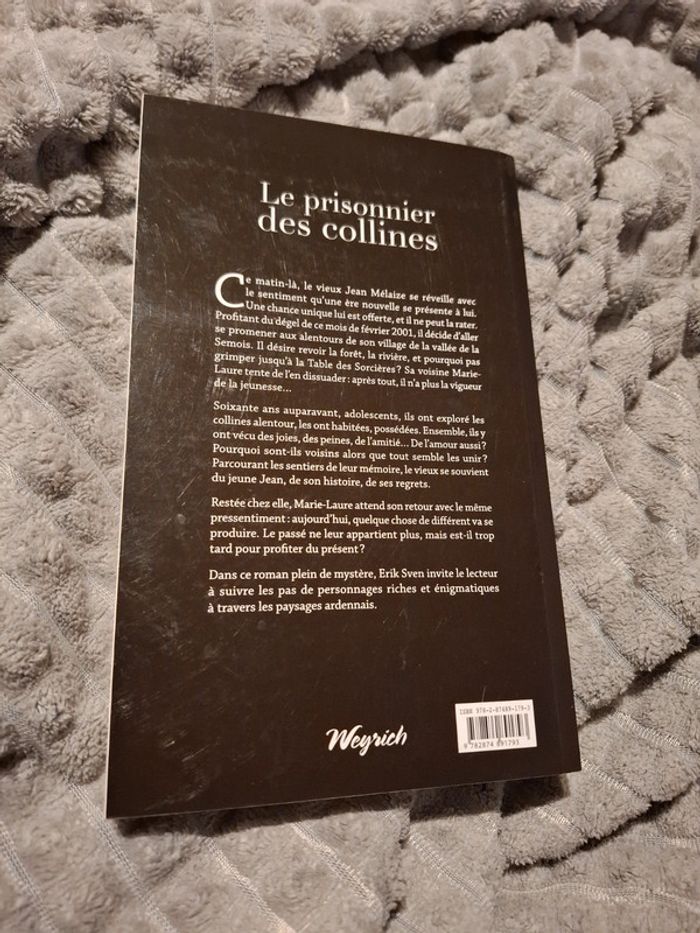 Le prisonnier
des collines
Ce matin-là, le vieux Jean Mélaize se réveille avec
le sentiment qu'une ère nouvelle se présente à lui.
Une chance unique lui est offerte, et il ne peut la rater.
Profitant du dégel de ce mois de février 2001, il décide d'aller
se promener aux alentours de son village de la vallée de la
Semois. Il désire revoir la forêt, la rivière, et pourquoi pas
grimper jusqu'à la Table des Sorcières ? Sa voisine Marie-
Laure tente de l'en dissuader : après tout, il n'a plus la vigueur
de la jeunesse...
Soixante ans auparavant, adolescents, ils ont exploré les
collines alentour, les ont habitées, possédées. Ensemble, ils y
ont vécu des joies, des peines, de l'amitié... De l'amour aussi ?
Pourquoi sont-ils voisins alors que tout semble les unir ?
Parcourant les sentiers de leur mémoire, le vieux se souvient
du jeune Jean, de son histoire, de ses regrets.
Restée chez elle, Marie-Laure attend son retour avec le même
pressentiment : aujourd'hui, quelque chose de différent va se
produire. Le passé ne leur appartient plus, mais est-il trop
tard pour profiter du présent ?
Dans ce roman plein de mystère, Erik Sven invite le lecteur
à suivre les pas de personnages riches et énigmatiques
à travers les paysages ardennais.
Weyrich
ISBN 978-2-87489-179-3
9 782874 891793